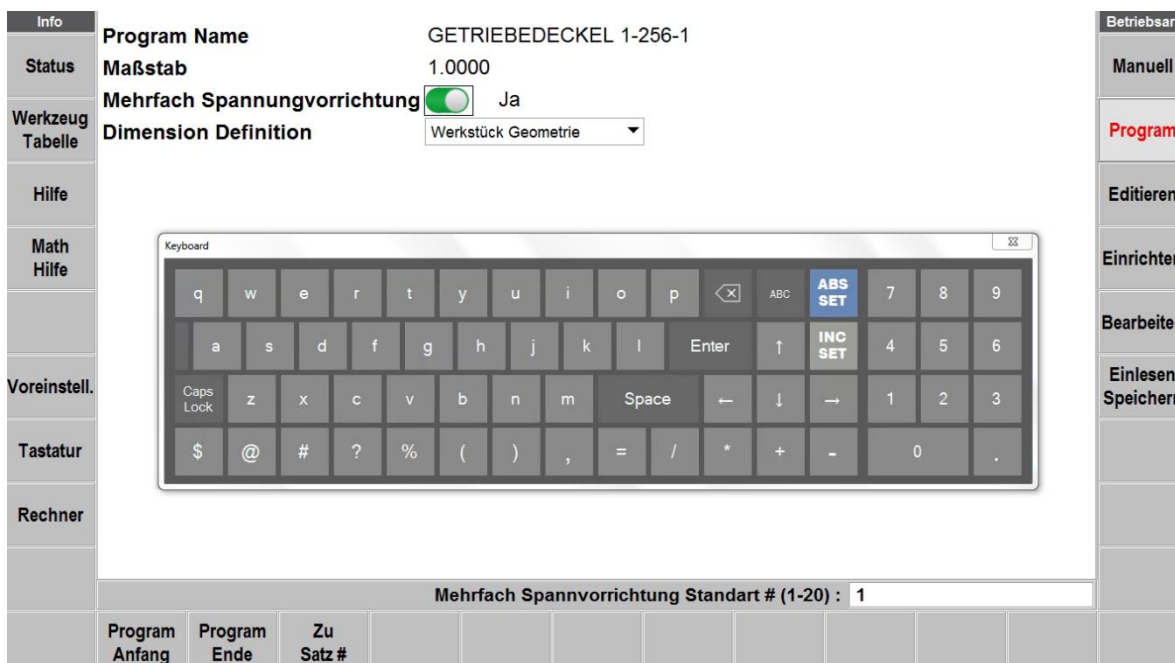 Info
Status
Werkzeug
Tabelle
Hilfe
Math
Hilfe
Voreinstell.
Tastatur
Rechner
Program Name GETRIEBEDECKEL 1-256-1
Maßstab 1.0000
Mehrfach Spannungvorrichtung Ja
Dimension Definition Werkstück Geometrie
Keyboard
q w e r t y u i o p ABC ABS SET 7 8 9
a s d f g h j k l Enter ↑ INC SET 4 5 6
Caps Lock z x c v b n m Space ← ↓ → 1 2 3
$ @ # ? % ( ) , = / * + - 0 .
Mehrfach Spannvorrichtung Standart # (1-20) : 1
Program
Anfang
Program
Ende
Zu
Satz #
Betriebsar
Manuell
Program
Editieren
Einrichten
Bearbeite
Einlesen
Speichern